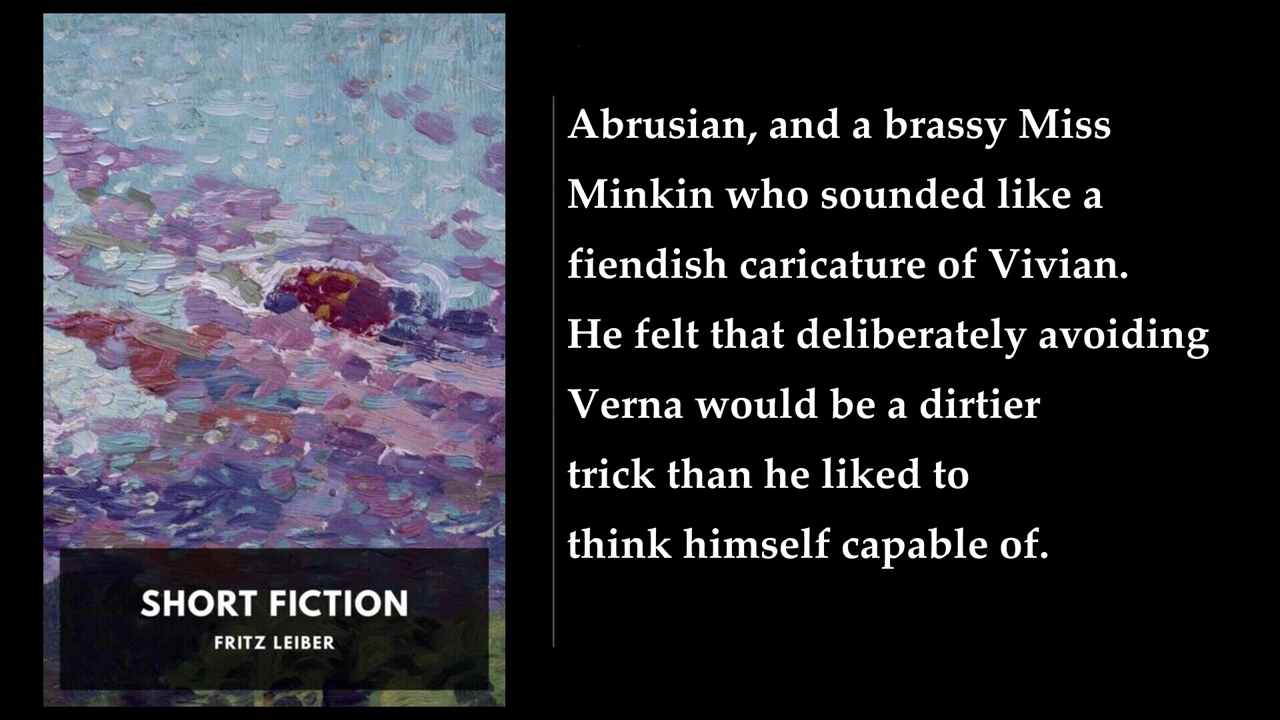 Abrusian, and a brassy Miss
Minkin who sounded like a
fiendish caricature of Vivian.
He felt that deliberately avoiding
Verna would be a dirtier
trick than he liked to
think himself capable of.
SHORT FICTION
FRITZ LEIBER